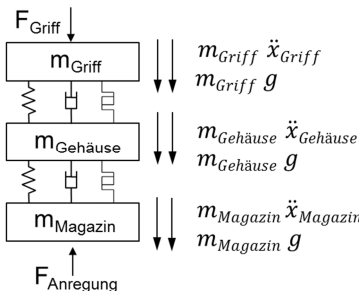 F_Griff
m_Griff
m_Griff ẍ_Griff
m_Griff g
m_Gehäuse
m_Gehäuse ẍ_Gehäuse
m_Gehäuse g
m_Magazin
m_Magazin ẍ_Magazin
m_Magazin g
F_Anregung